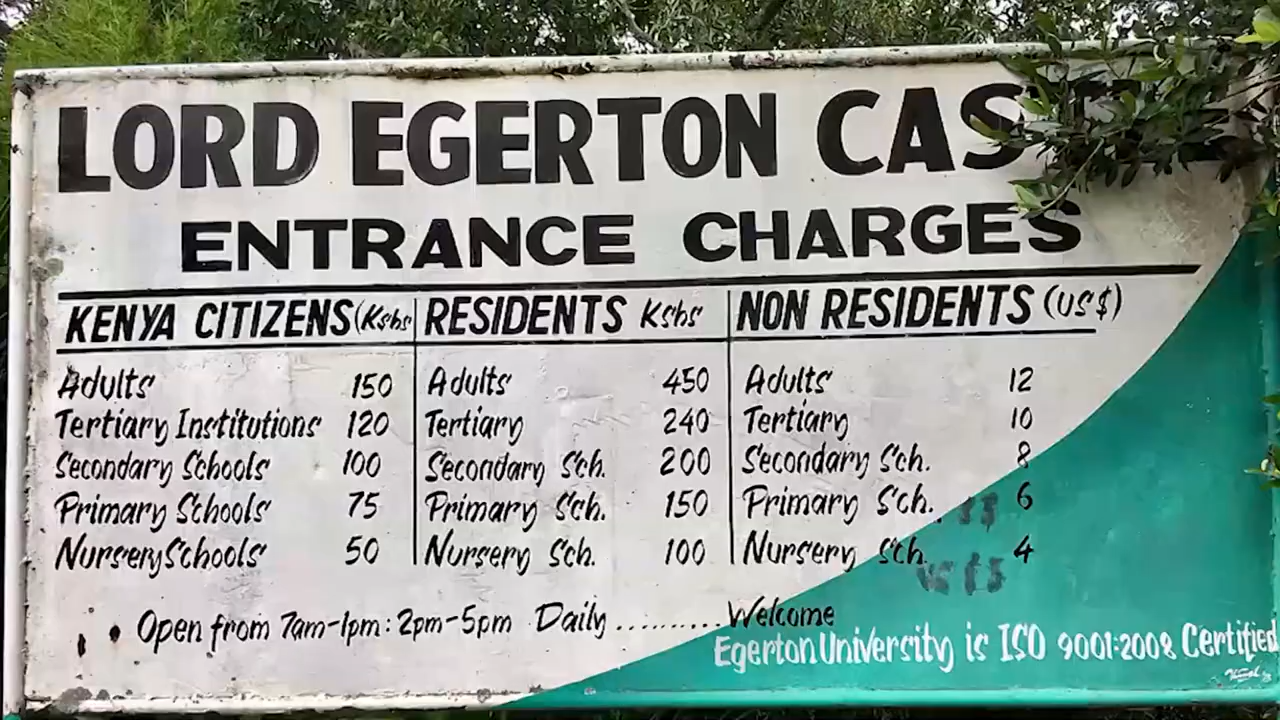 LORD EGERTON CAS
ENTRANCE CHARGES
KENYA CITIZENS (Kshs RESIDENTS Kshs NON RESIDENTS (US$)
Adults 150 Adults 450 Adults 12
Tertiary Institutions 120 Tertiary 240 Tertiary 10
Secondary Schools 100 Secondary Sch. 200 Secondary Sch. 8
Primary Schools 75 Primary Sch. 150 Primary Sch. 6
Nursery Schools 50 Nursery Sch. 100 Nursery Sch. 4
• Open from 7am-1pm: 2pm-5pm Daily .......... Welcome
Egerton University is ISO 9001:2008 Certified